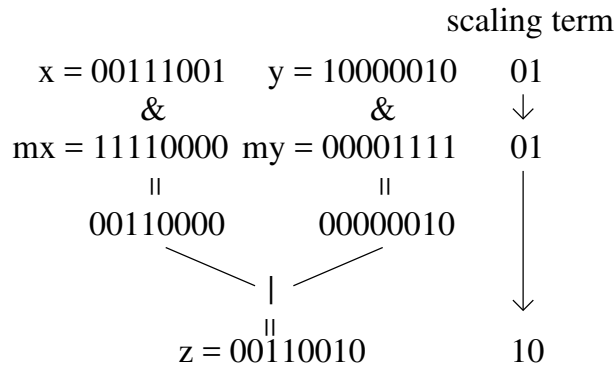 scaling term
x = 00111001 y = 10000010 01
& &
mx = 11110000 my = 00001111 01
= =
00110000 00000010
|
=
z = 00110010 10